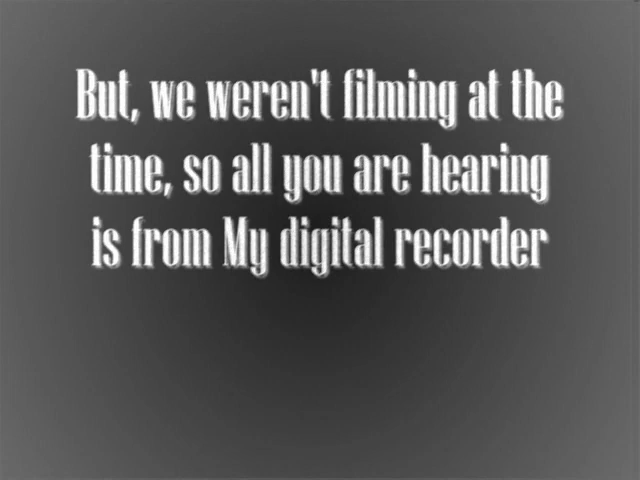 But, we weren't filming at the
time, so all you are hearing
is from My digital recorder